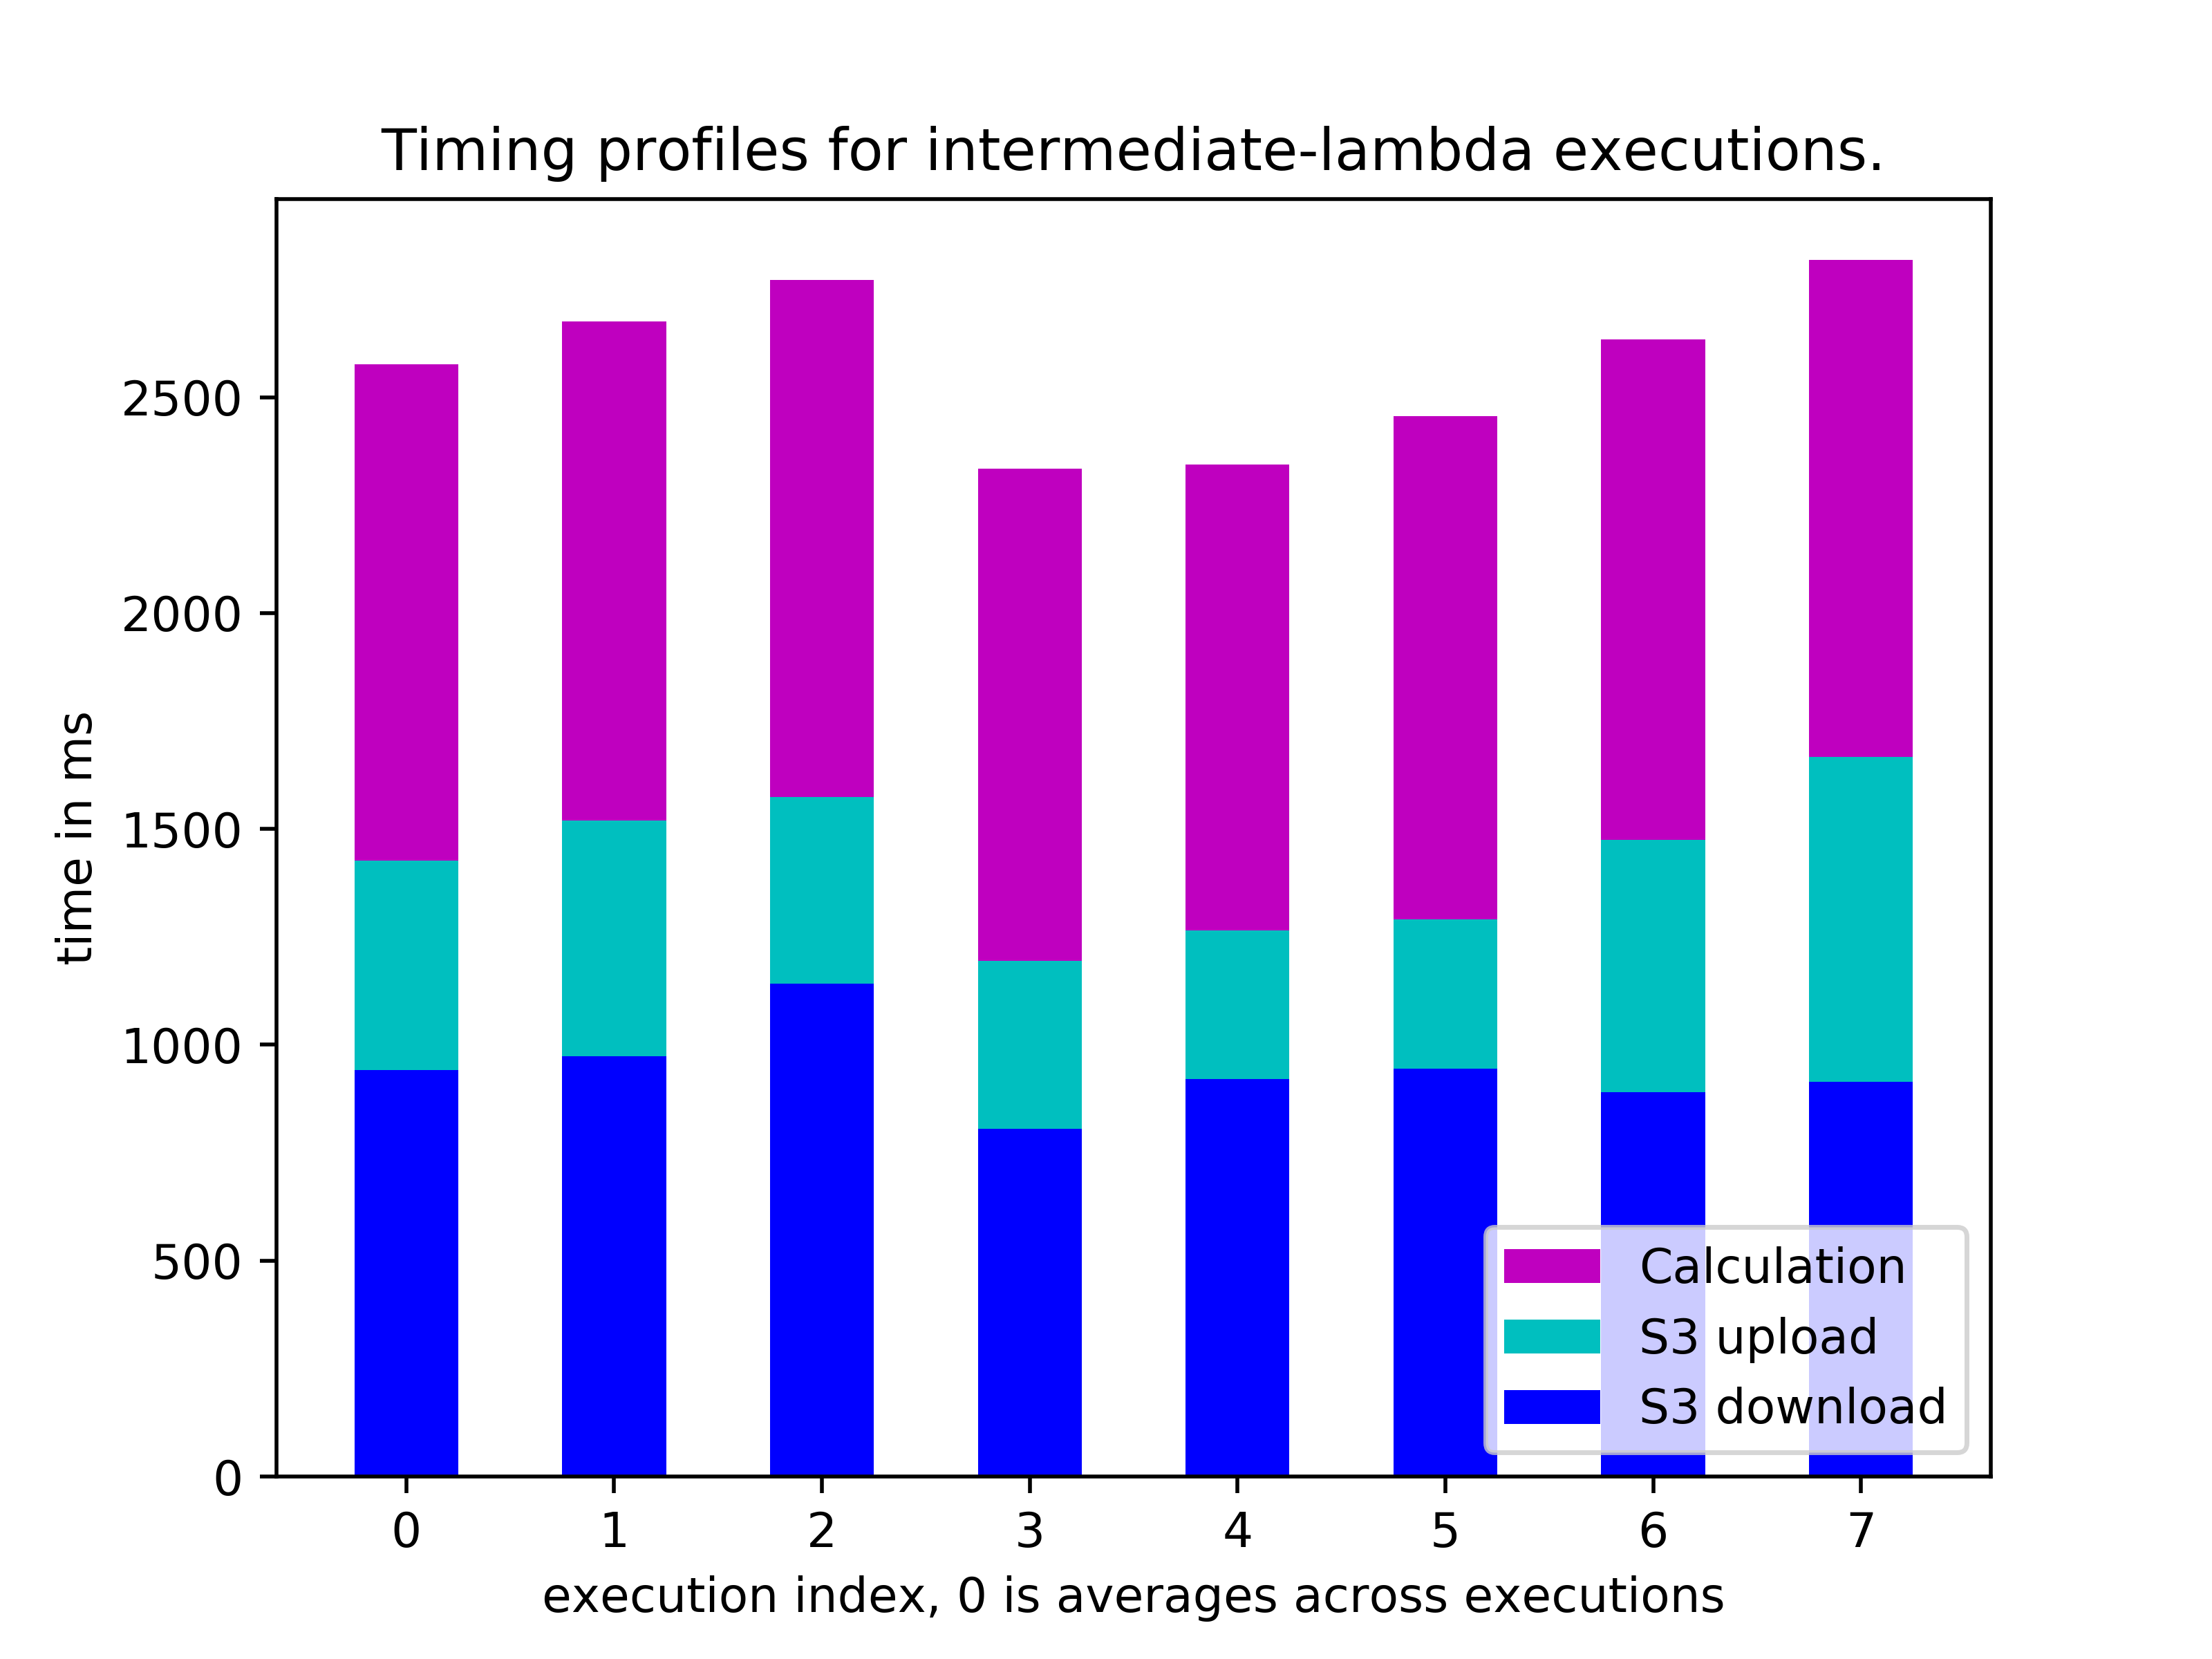 Timing profiles for intermediate-lambda executions.
2500
2000
1500
1000
500
0
time in ms
Calculation
S3 upload
S3 download
0 1 2 3 4 5 6 7
execution index, 0 is averages across executions